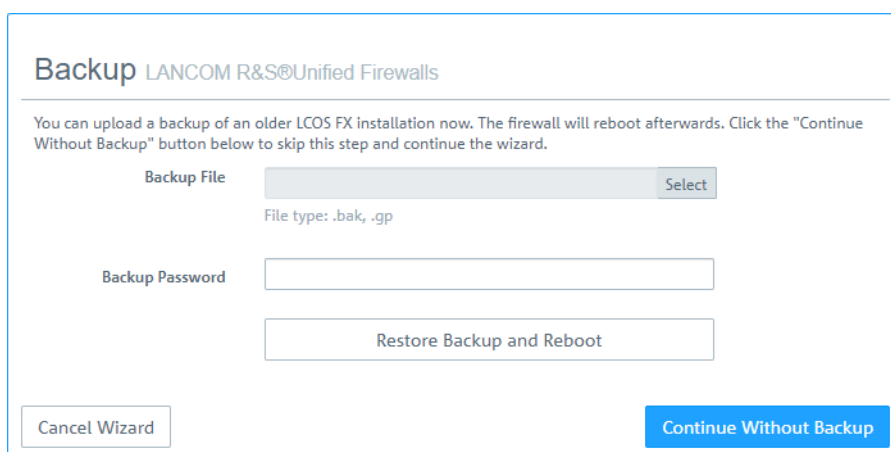 Backup LANCOM R&S®Unified Firewalls
You can upload a backup of an older LCOS FX installation now. The firewall will reboot afterwards. Click the "Continue
Without Backup" button below to skip this step and continue the wizard.
Backup File
Select
File type: .bak, .gp
Backup Password
Restore Backup and Reboot
Cancel Wizard
Continue Without Backup